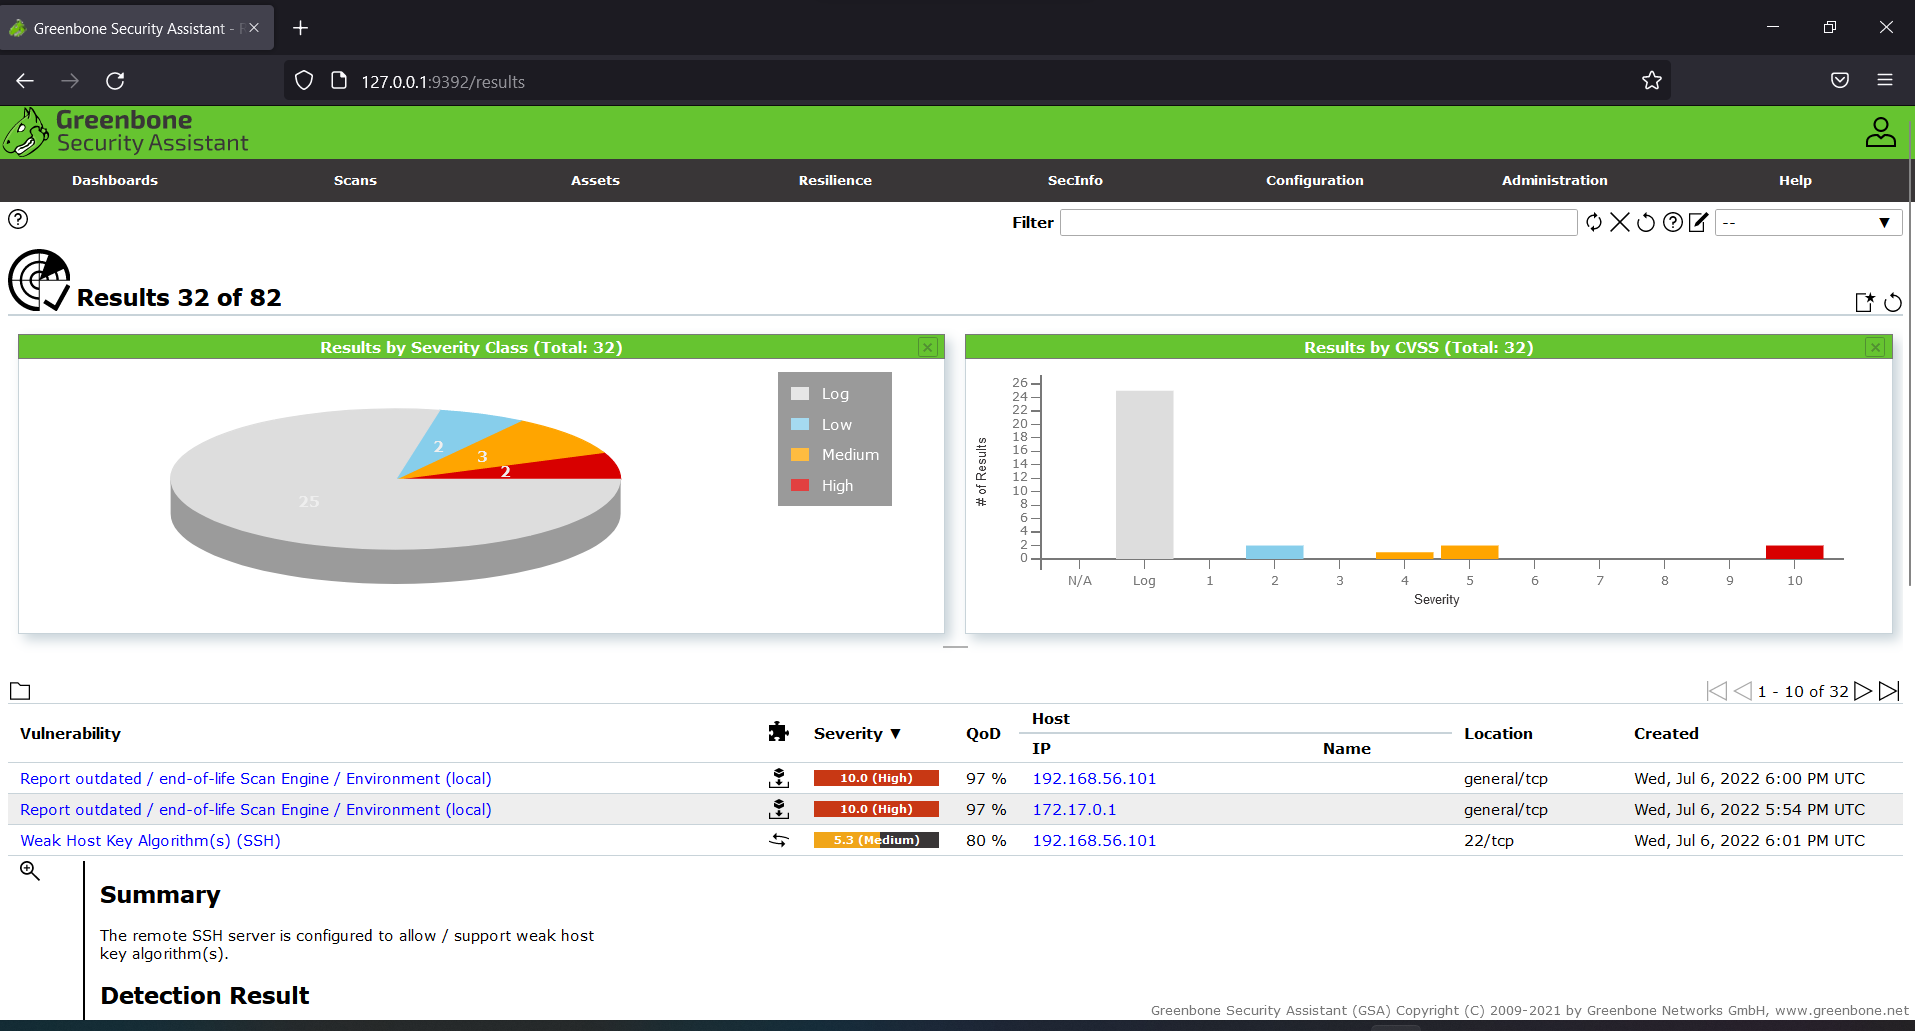 Greenbone Security Assistant -
127.0.0.1:9392/results
Greenbone
Security Assistant
Dashboards Scans Assets Resilience SecInfo Configuration Administration Help
Filter
--
Results 32 of 82
Results by Severity Class (Total: 32)
Log
Low
Medium
High
2
3
2
25
Results by CVSS (Total: 32)
26
24
22
20
18
16
14
12
10
8
6
4
2
0
# of Results
N/A Log 1 2 3 4 5 6 7 8 9 10
Severity
1 - 10 of 32
Vulnerability Severity ▼ QoD Host Location Created
IP Name
Report outdated / end-of-life Scan Engine / Environment (local) 10.0 (High) 97 % 192.168.56.101 general/tcp Wed, Jul 6, 2022 6:00 PM UTC
Report outdated / end-of-life Scan Engine / Environment (local) 10.0 (High) 97 % 172.17.0.1 general/tcp Wed, Jul 6, 2022 5:54 PM UTC
Weak Host Key Algorithm(s) (SSH) 5.3 (Medium) 80 % 192.168.56.101 22/tcp Wed, Jul 6, 2022 6:01 PM UTC
Summary
The remote SSH server is configured to allow / support weak host
key algorithm(s).
Detection Result
Greenbone Security Assistant (GSA) Copyright (C) 2009-2021 by Greenbone Networks GmbH, www.greenbone.net